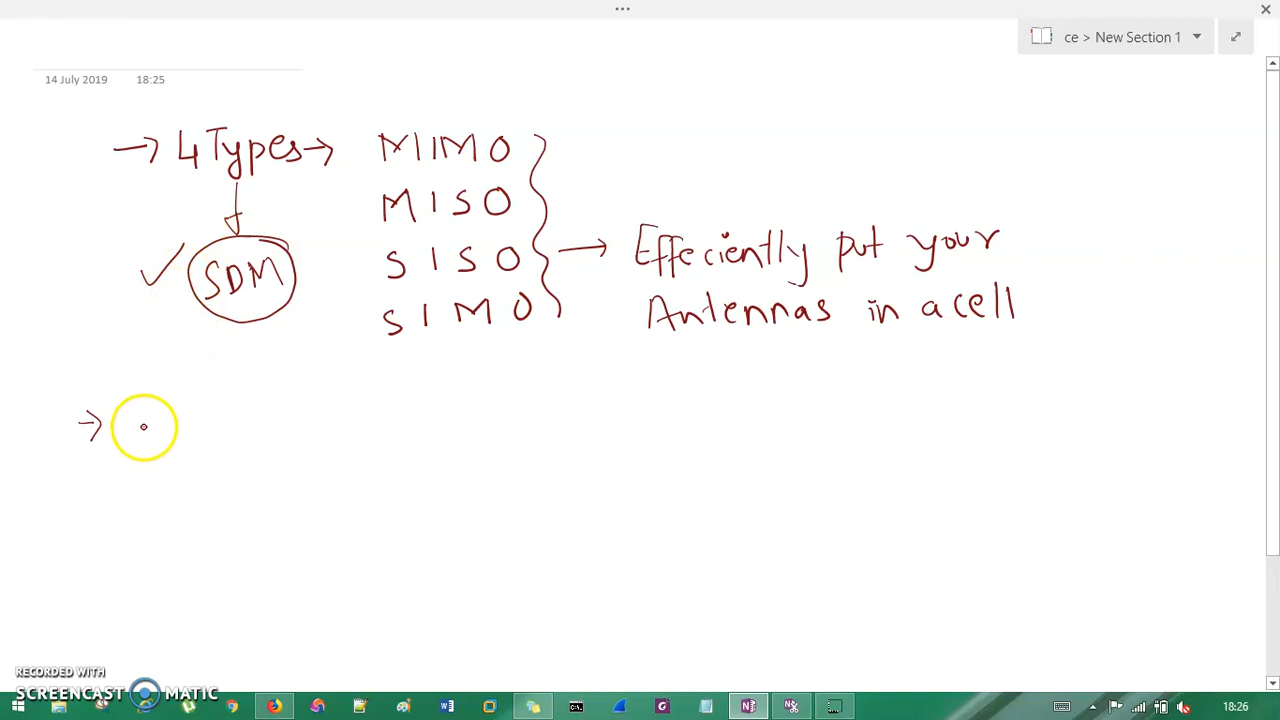 ...
ce > New Section 1
14 July 2019 18:25
→ 4 Types → MIMO
MISO
SDM
SISO
SIMO
→ Effeciently put your
Antennas in a cell
→
RECORDED WITH
SCREENCAST MATIC
18:26